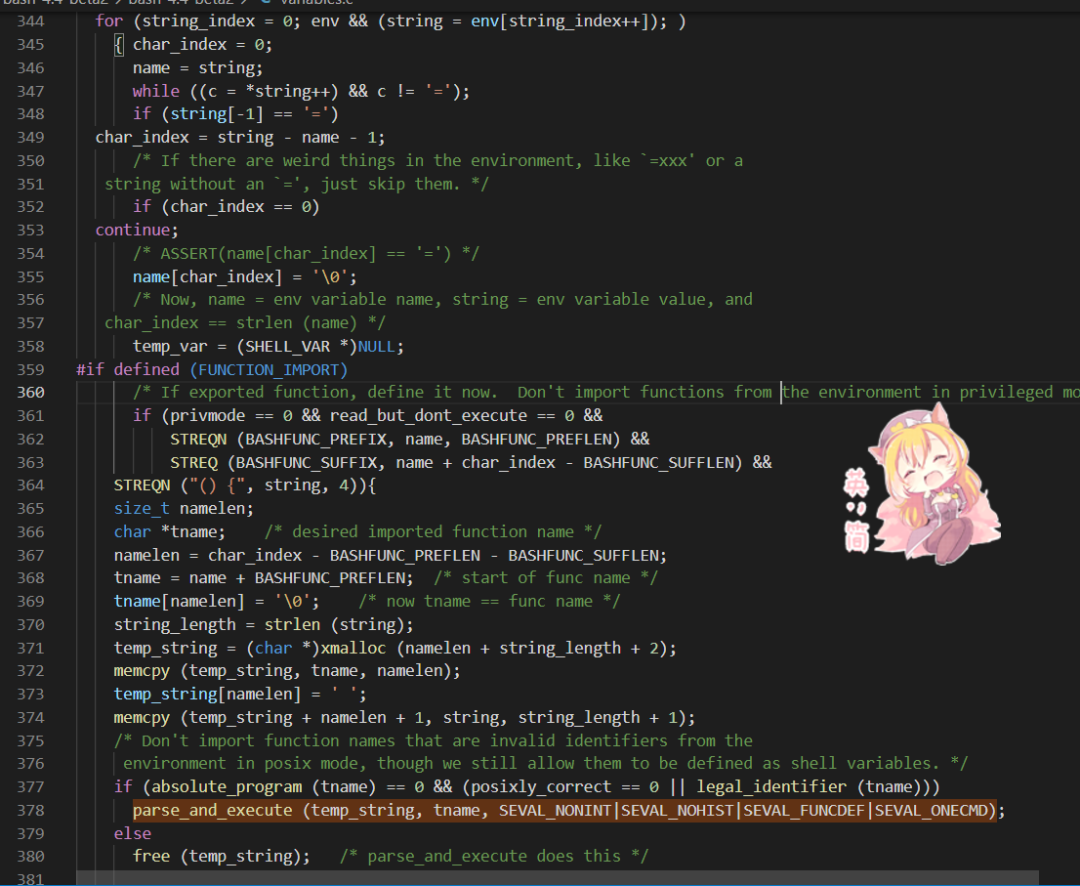 bash-4.4-beta2 > bash-4.4-beta2 > C variables.c
344 for (string_index = 0; env && (string = env[string_index++]); )
345 { char_index = 0;
346 name = string;
347 while ((c = *string++) && c != '=');
348 if (string[-1] == '=')
349 char_index = string - name - 1;
350 /* If there are weird things in the environment, like `=xxx' or a
351 string without an `=', just skip them. */
352 if (char_index == 0)
353 continue;
354 /* ASSERT(name[char_index] == '=') */
355 name[char_index] = '\0';
356 /* Now, name = env variable name, string = env variable value, and
357 char_index == strlen (name) */
358 temp_var = (SHELL_VAR *)NULL;
359 #if defined (FUNCTION_IMPORT)
360 /* If exported function, define it now.  Don't import functions from the environment in privileged mo
361 if (privmode == 0 && read_but_dont_execute == 0 &&
362 STREQN (BASHFUNC_PREFIX, name, BASHFUNC_PREFLEN) &&
363 STREQ (BASHFUNC_SUFFIX, name + char_index - BASHFUNC_SUFFLEN) &&
364 STREQN ("() {", string, 4)){
365 size_t namelen;
366 char *tname;    /* desired imported function name */
367 namelen = char_index - BASHFUNC_PREFLEN - BASHFUNC_SUFFLEN;
368 tname = name + BASHFUNC_PREFLEN;  /* start of func name */
369 tname[namelen] = '\0';    /* now tname == func name */
370 string_length = strlen (string);
371 temp_string = (char *)xmalloc (namelen + string_length + 2);
372 memcpy (temp_string, tname, namelen);
373 temp_string[namelen] = ' ';
374 memcpy (temp_string + namelen + 1, string, string_length + 1);
375 /* Don't import function names that are invalid identifiers from the
376 environment in posix mode, though we still allow them to be defined as shell variables. */
377 if (absolute_program (tname) == 0 && (posixly_correct == 0 || legal_identifier (tname)))
378 parse_and_execute (temp_string, tname, SEVAL_NONINT|SEVAL_NOHIST|SEVAL_FUNCDEF|SEVAL_ONECMD);
379 else
380 free (temp_string);   /* parse_and_execute does this */
381
英
简